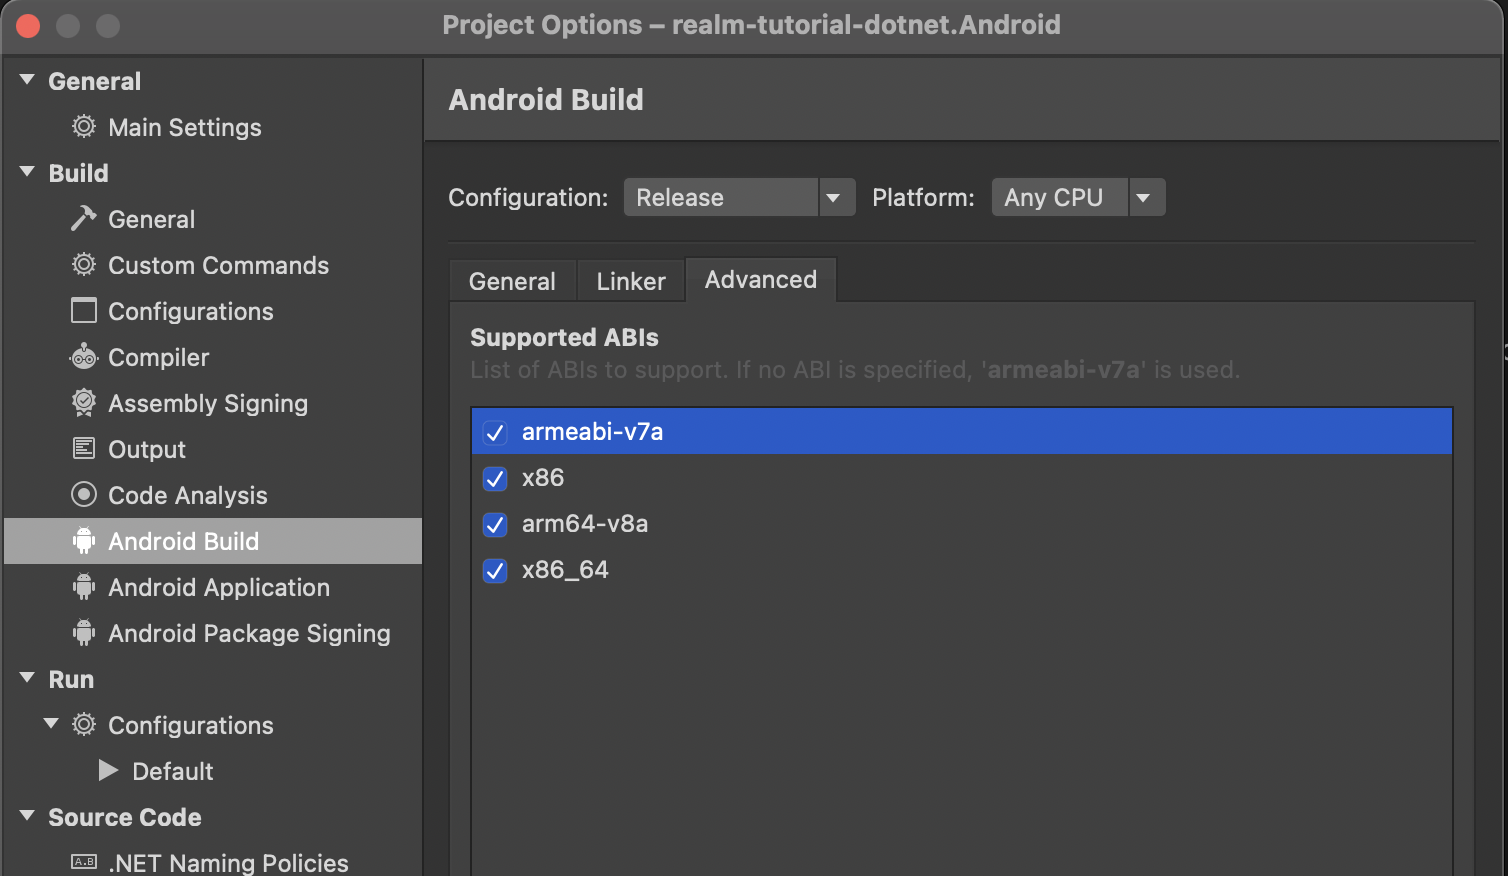 Project Options – realm-tutorial-dotnet.Android
General
Main Settings
Build
General
Custom Commands
Configurations
Compiler
Assembly Signing
Output
Code Analysis
Android Build
Android Application
Android Package Signing
Run
Configurations
Default
Source Code
A.B .NET Naming Policies
Android Build
Configuration: Release Platform: Any CPU
General Linker Advanced
Supported ABIs
List of ABIs to support. If no ABI is specified, 'armeabi-v7a' is used.
armeabi-v7a
x86
arm64-v8a
x86_64